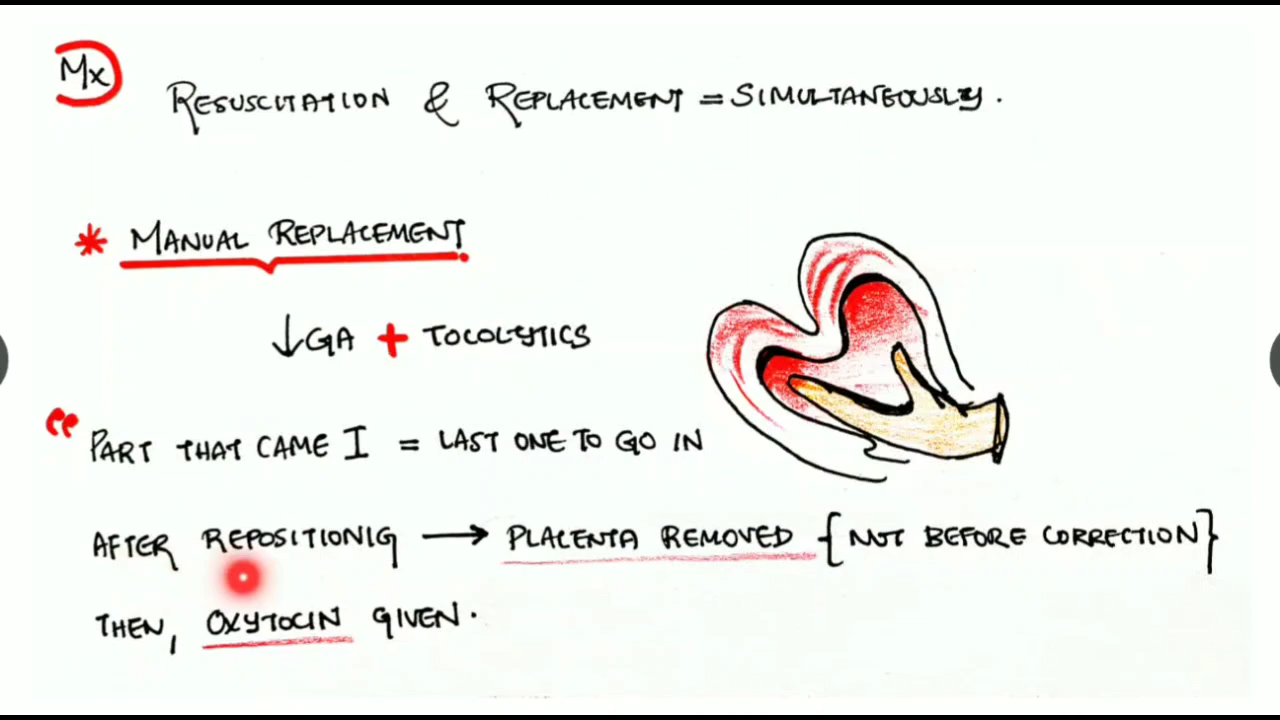 Mx
RESUSCITATION & REPLACEMENT = SIMULTANEOUSLY.
* MANUAL REPLACEMENT
↓GA + TOCOLYTICS
“ PART THAT CAME I = LAST ONE TO GO IN
AFTER REPOSITIONIG → PLACENTA REMOVED {NOT BEFORE CORRECTION}
THEN, OXYTOCIN GIVEN.